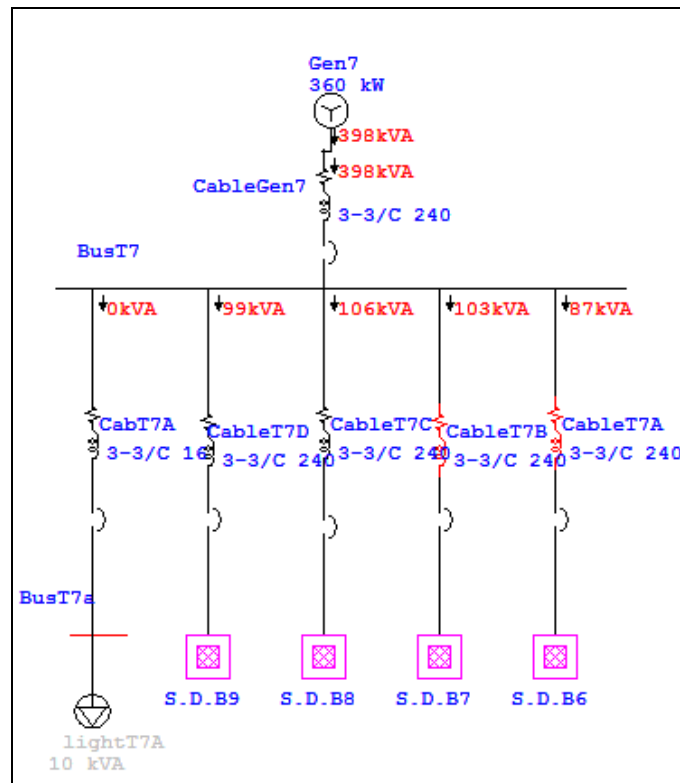 Gen7
360 kW
398kVA
398kVA
CableGen7
3-3/C 240
BusT7
0kVA
99kVA
106kVA
103kVA
87kVA
CabT7A
3-3/C 16
CableT7D
3-3/C 240
CableT7C
3-3/C 240
CableT7B
3-3/C 240
CableT7A
3-3/C 240
BusT7a
S.D.B9
S.D.B8
S.D.B7
S.D.B6
lightT7A
10 kVA